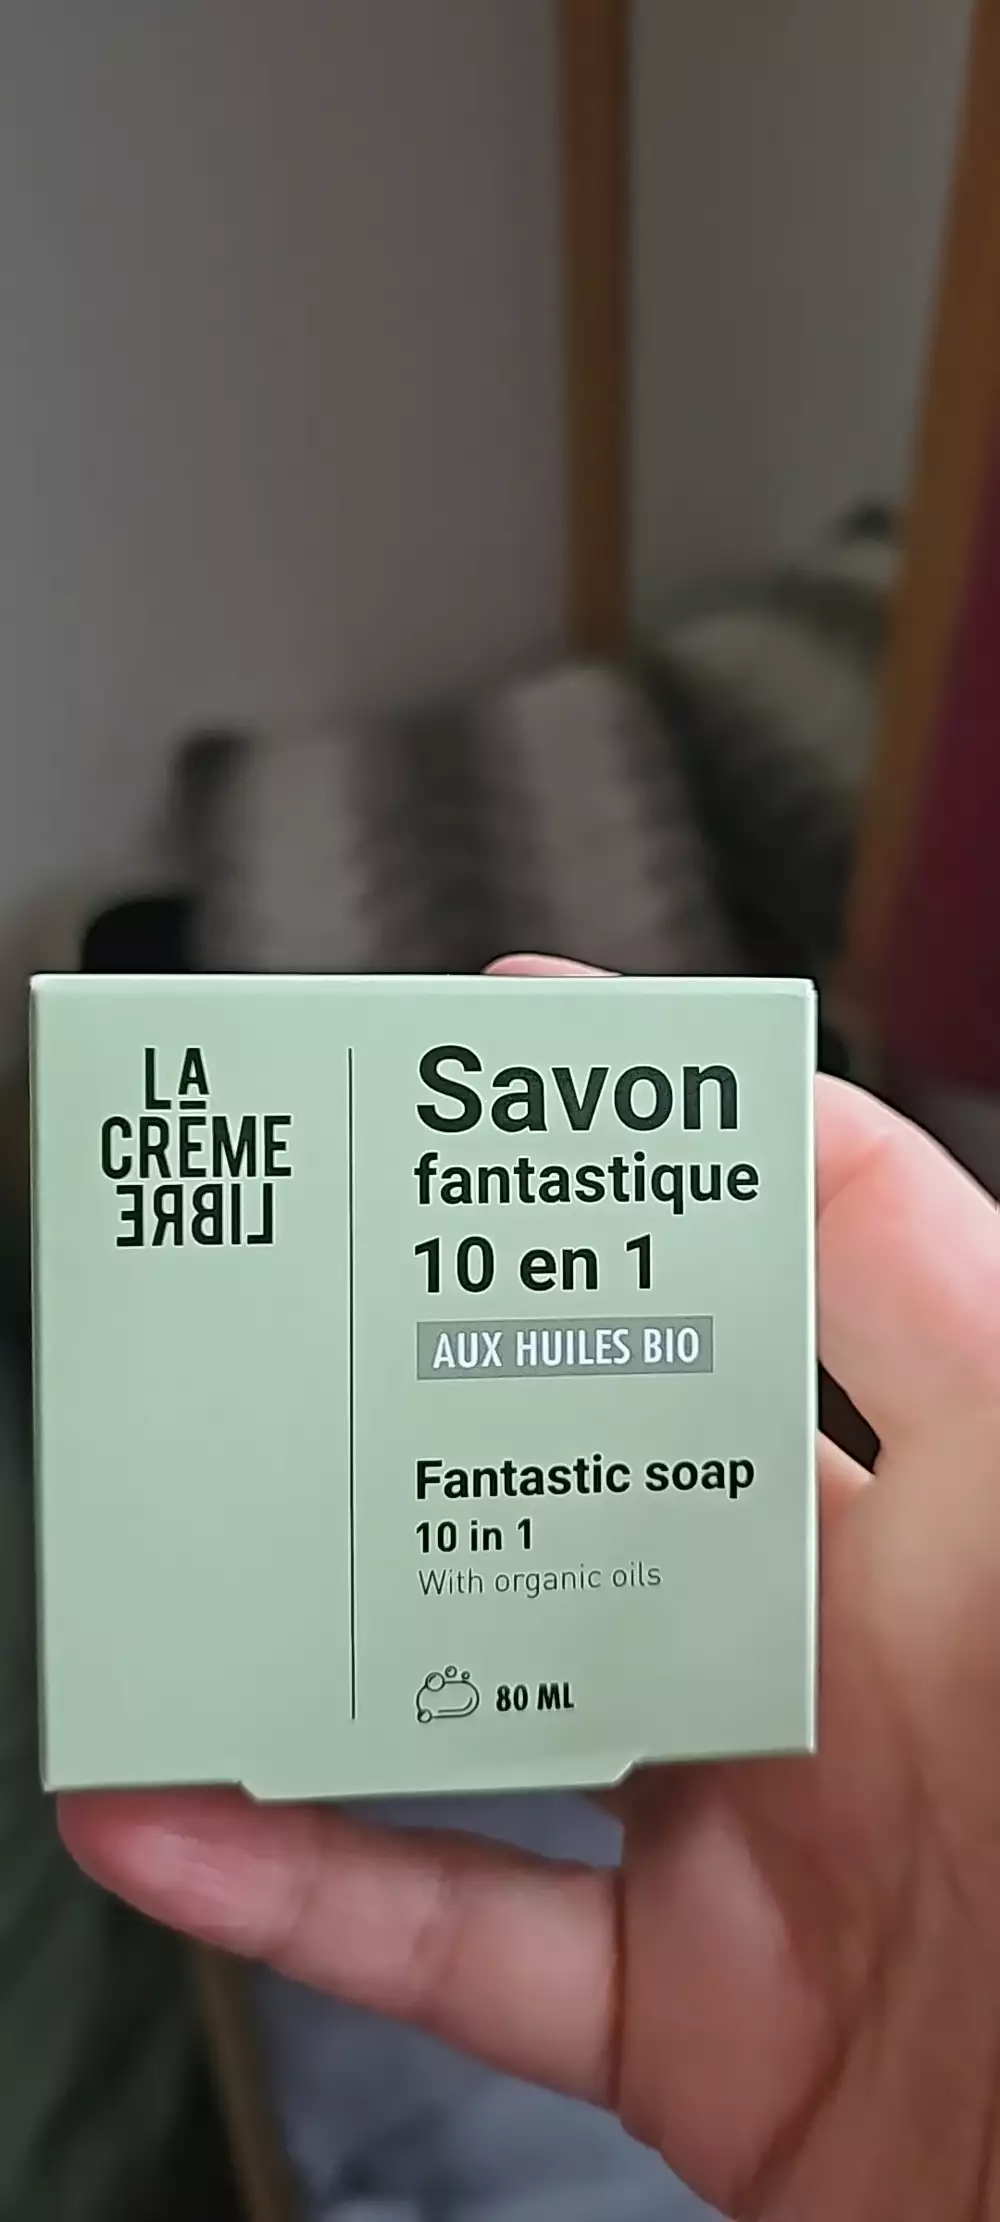 LA
CRÈME
LIBRE
Savon
fantastique
10 en 1
AUX HUILES BIO
Fantastic soap
10 in 1
With organic oils
80 ML